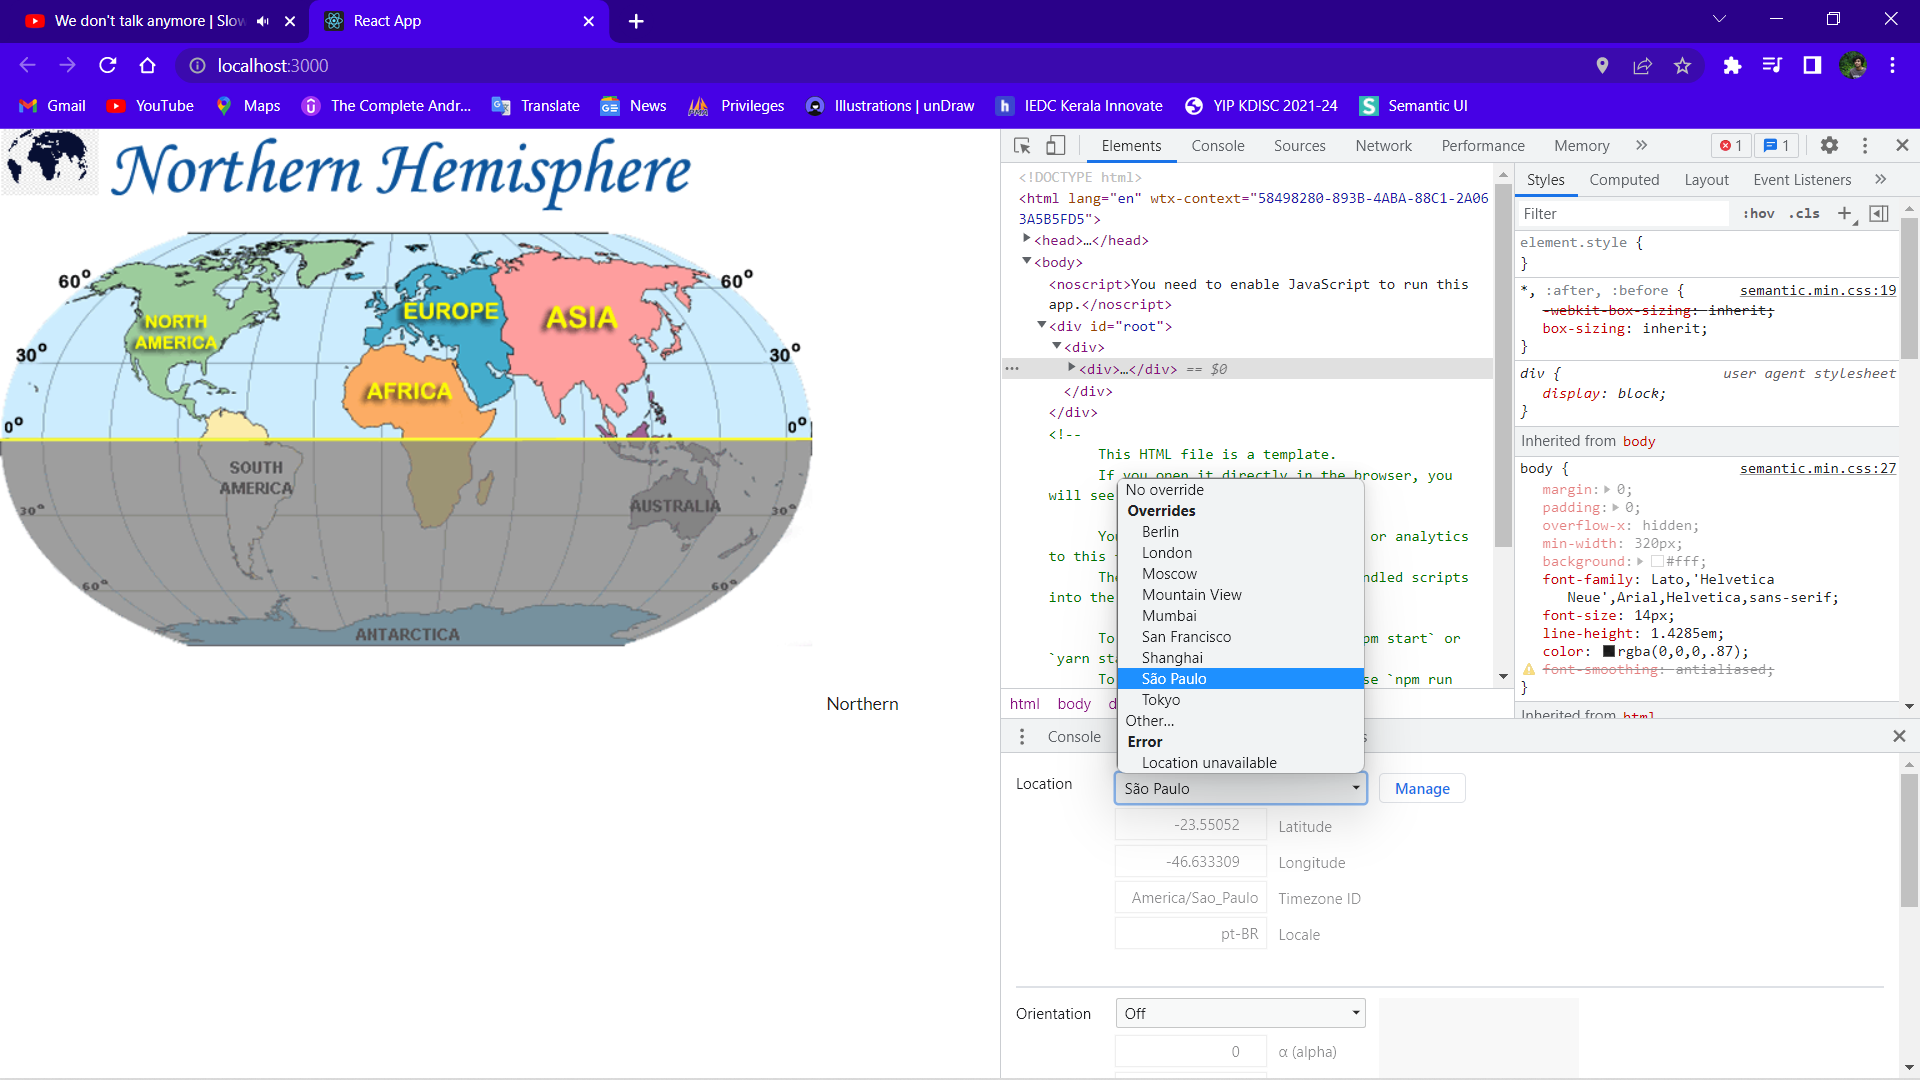 We don't talk anymore | Slow
React App
localhost:3000
Gmail
YouTube
Maps
The Complete Andr...
Translate
News
Privileges
Illustrations | unDraw
IEDC Kerala Innovate
YIP KDISC 2021-24
Semantic UI
Northern Hemisphere
60°
60°
30°
30°
0°
0°
NORTH
AMERICA
EUROPE
ASIA
AFRICA
SOUTH
AMERICA
AUSTRALIA
30°
30°
60°
60°
ANTARCTICA
Northern
Elements
Console
Sources
Network
Performance
Memory
1
1
<!DOCTYPE html>
<html lang="en" wtx-context="58498280-893B-4ABA-88C1-2A06
3A5B5FD5">
<head>…</head>
<body>
<noscript>You need to enable JavaScript to run this
app.</noscript>
<div id="root">
<div>
<div>…</div> == $0
</div>
</div>
<!--
This HTML file is a template.
If you open it directly in the browser, you
will see
or analytics
to this
bundled scripts
into the
`npm start` or
`yarn sta
`npm run
html
body
Styles
Computed
Layout
Event Listeners
Filter
:hov
.cls
element.style {
}
*, :after, :before {
semantic.min.css:19
-webkit-box-sizing: inherit;
box-sizing: inherit;
}
div {
user agent stylesheet
display: block;
}
Inherited from body
body {
semantic.min.css:27
margin: 0;
padding: 0;
overflow-x: hidden;
min-width: 320px;
background: #fff;
font-family: Lato,'Helvetica
Neue',Arial,Helvetica,sans-serif;
font-size: 14px;
line-height: 1.4285em;
color: rgba(0,0,0,.87);
font-smoothing: antialiased;
}
Inherited from html
No override
Overrides
Berlin
London
Moscow
Mountain View
Mumbai
San Francisco
Shanghai
São Paulo
Tokyo
Other...
Error
Location unavailable
Console
Location
São Paulo
Manage
-23.55052
Latitude
-46.633309
Longitude
America/Sao_Paulo
Timezone ID
pt-BR
Locale
Orientation
Off
0
α (alpha)